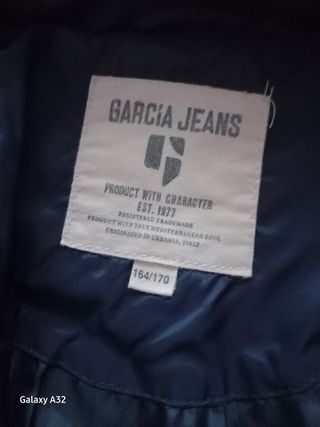 GARCIA JEANS
PRODUCT WITH CHARACTER
EST. 1977
REGISTERED TRADEMARK
PRODUCT WITH TRUE MEDITERRANEAN SOUL
ORIGINATED IN URBANIA, ITALY
164/170
Galaxy A32